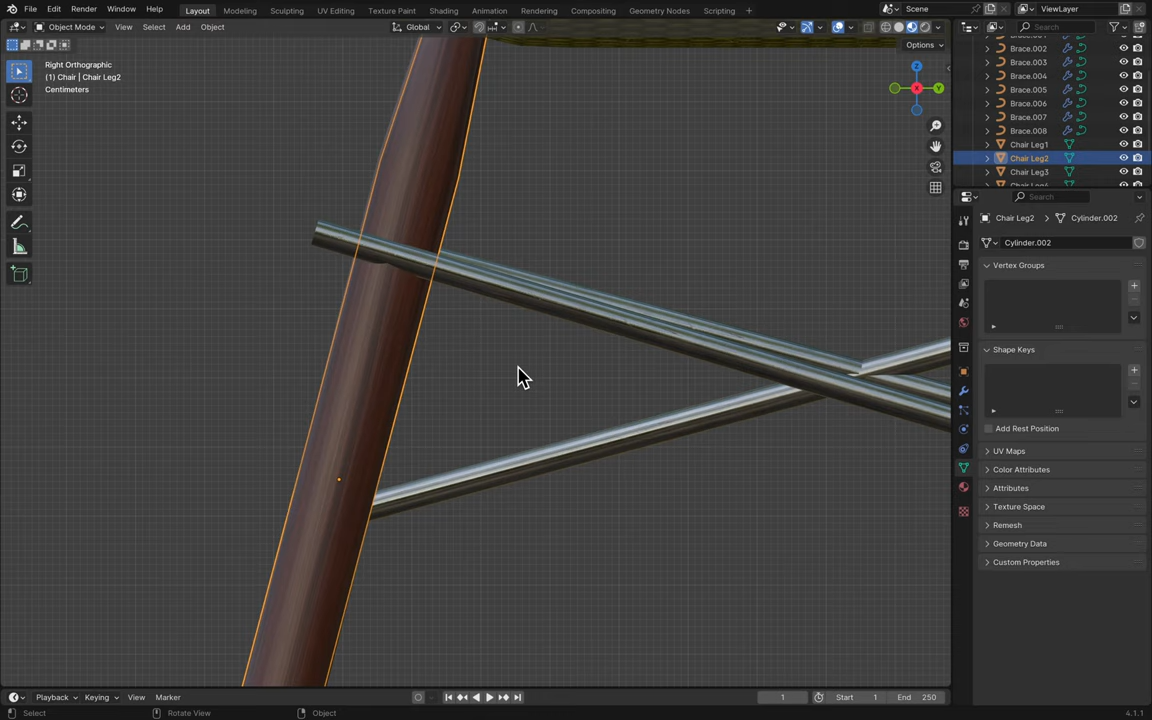 File Edit Render Window Help Layout Modeling Sculpting UV Editing Texture Paint Shading Animation Rendering Compositing Geometry Nodes Scripting + Scene ViewLayer
Object Mode View Select Add Object Global Search
Options
Right Orthographic
(1) Chair | Chair Leg2
Centimeters
Z
X
Y
Brace.002
Brace.003
Brace.004
Brace.005
Brace.006
Brace.007
Brace.008
Chair Leg1
Chair Leg2
Chair Leg3
Search
Chair Leg2 Cylinder.002
Cylinder.002
Vertex Groups
Shape Keys
Add Rest Position
UV Maps
Color Attributes
Attributes
Texture Space
Remesh
Geometry Data
Custom Properties
Playback Keying View Marker 1 Start 1 End 250
Select Rotate View Object 4.1.1